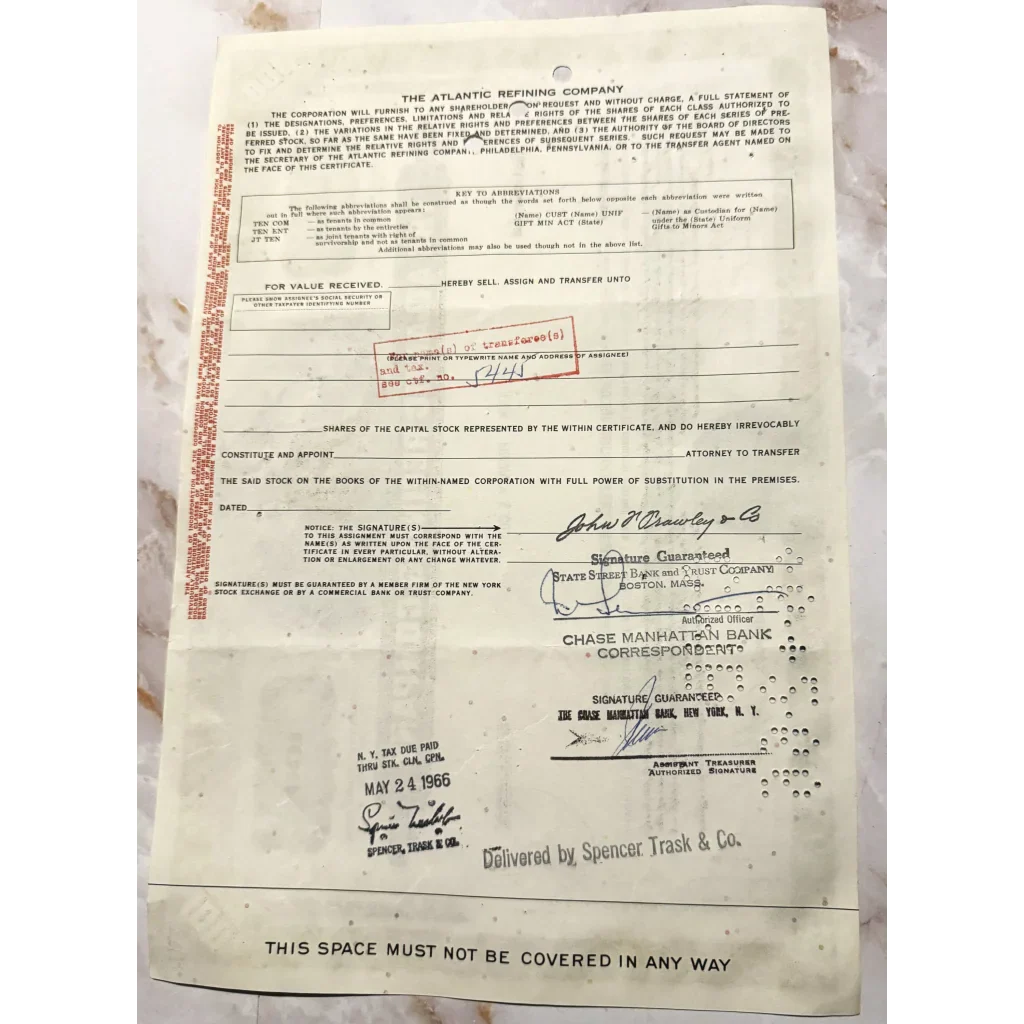 THE ATLANTIC REFINING COMPANY
THE CORPORATION WILL FURNISH TO ANY SHAREHOLDER ON REQUEST AND WITHOUT CHARGE, A FULL STATEMENT OF
(1) THE DESIGNATIONS, PREFERENCES, LIMITATIONS AND RELA E RIGHTS OF THE SHARES OF EACH CLASS AUTHORIZED TO
BE ISSUED, (2) THE VARIATIONS IN THE RELATIVE RIGHTS AND PREFERENCES BETWEEN THE SHARES OF EACH SERIES OF PRE-
FERRED STOCK, SO FAR AS THE SAME HAVE BEEN FIXED AND DETERMINED, AND (3) THE AUTHORITY OF THE BOARD OF DIRECTORS
TO FIX AND DETERMINE THE RELATIVE RIGHTS AND ERENCES OF SUBSEQUENT SERIES. SUCH REQUEST MAY BE MADE TO
THE SECRETARY OF THE ATLANTIC REFINING COMPAN, PHILADELPHIA, PENNSYLVANIA, OR TO THE TRANSFER AGENT NAMED ON
THE FACE OF THIS CERTIFICATE.
KEY TO ABBREVIATIONS
The following abbreviations shall be construed as though the words set forth below opposite each abbreviation were written
out in full where such abbreviation appears:
TEN COM — as tenants in common
TEN ENT — as tenants by the entireties
JT TEN — as joint tenants with right of
survivorship and not as tenants in common
(Name) CUST (Name) UNIF
GIFT MIN ACT (State)
— (Name) as Custodian for (Name)
under the (State) Uniform
Gifts to Minors Act
Additional abbreviations may also be used though not in the above list.
FOR VALUE RECEIVED, HEREBY SELL, ASSIGN AND TRANSFER UNTO
PLEASE SHOW ASSIGNEE'S SOCIAL SECURITY OR
OTHER TAXPAYER IDENTIFYING NUMBER
name(s) of transferee(s)
(PLEASE PRINT OR TYPEWRITE NAME AND ADDRESS OF ASSIGNEE)
and tax.
see ctf. no. 5445
SHARES OF THE CAPITAL STOCK REPRESENTED BY THE WITHIN CERTIFICATE, AND DO HEREBY IRREVOCABLY
CONSTITUTE AND APPOINT ATTORNEY TO TRANSFER
THE SAID STOCK ON THE BOOKS OF THE WITHIN-NAMED CORPORATION WITH FULL POWER OF SUBSTITUTION IN THE PREMISES.
DATED
NOTICE: THE SIGNATURE(S)
TO THIS ASSIGNMENT MUST CORRESPOND WITH THE
NAME(S) AS WRITTEN UPON THE FACE OF THE CER-
TIFICATE IN EVERY PARTICULAR, WITHOUT ALTERA-
TION OR ENLARGEMENT OR ANY CHANGE WHATEVER.
John Crawley & Co
SIGNATURE(S) MUST BE GUARANTEED BY A MEMBER FIRM OF THE NEW YORK
STOCK EXCHANGE OR BY A COMMERCIAL BANK OR TRUST COMPANY.
Signature Guaranteed
STATE STREET BANK AND TRUST COMPANY
BOSTON, MASS.
Authorized Officer
CHASE MANHATTAN BANK
CORRESPONDENT
SIGNATURE GUARANTEED
THE CHASE MANHATTAN BANK, NEW YORK, N. Y.
ASSISTANT TREASURER
AUTHORIZED SIGNATURE
N. Y. TAX DUE PAID
THRU STK. CLN. CPN.
MAY 24 1966
SPENCER, TRASK & CO.
Delivered by Spencer Trask & Co.
THIS SPACE MUST NOT BE COVERED IN ANY WAY